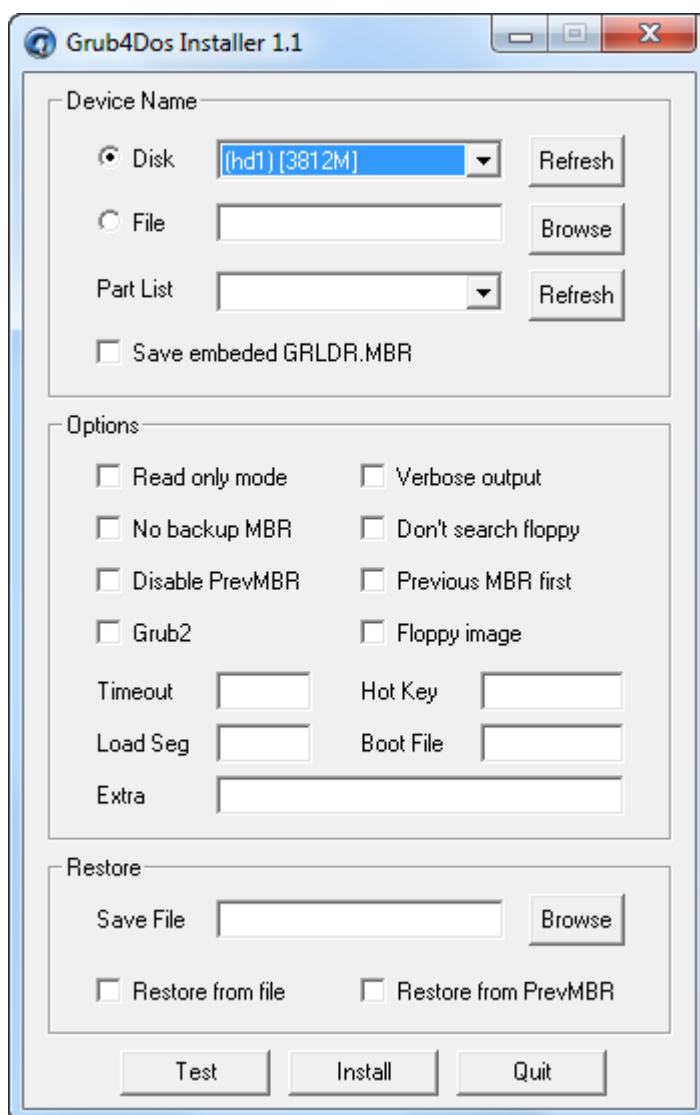 Grub4Dos Installer 1.1
Device Name
Disk (hd1) [3812M] Refresh
File Browse
Part List Refresh
Save embeded GRLDR.MBR
Options
Read only mode Verbose output
No backup MBR Don't search floppy
Disable PrevMBR Previous MBR first
Grub2 Floppy image
Timeout Hot Key
Load Seg Boot File
Extra
Restore
Save File Browse
Restore from file Restore from PrevMBR
Test Install Quit